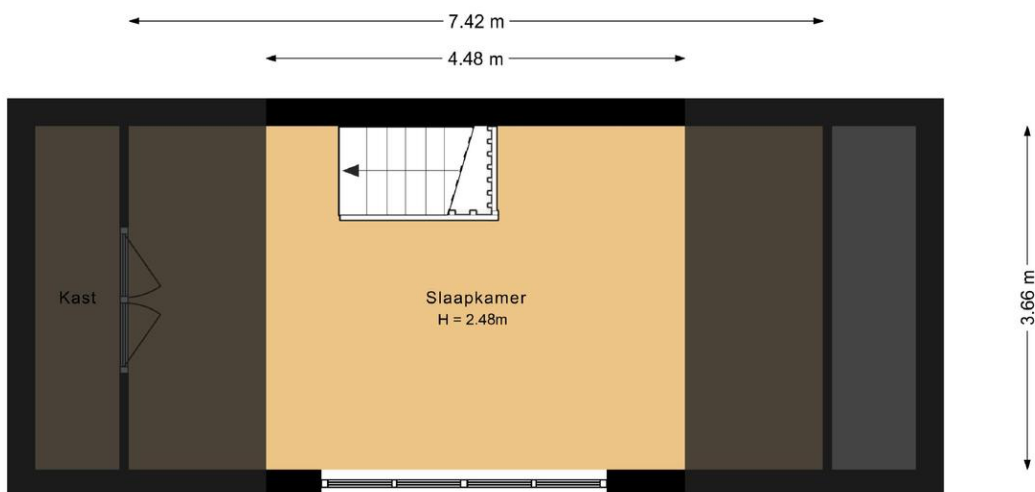 7.42 m
4.48 m
Kast
Slaapkamer
H = 2.48m
3.66 m